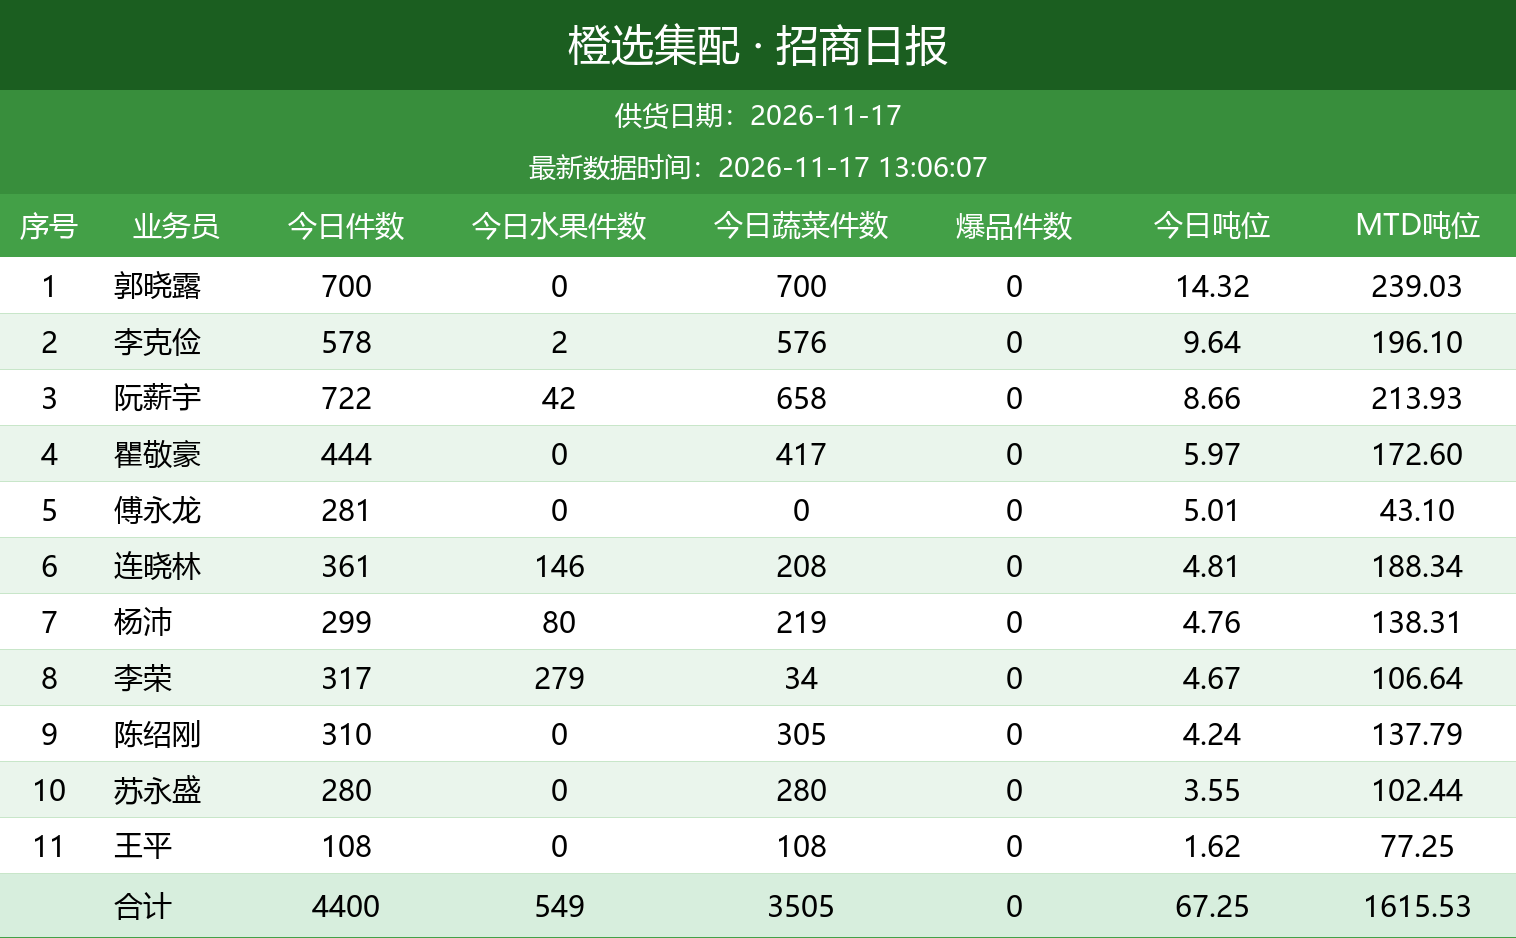 橙选集配 · 招商日报
供货日期：2026-11-17
最新数据时间：2026-11-17 13:06:07
序号 业务员 今日件数 今日水果件数 今日蔬菜件数 爆品件数 今日吨位 MTD吨位
1 郭晓露 700 0 700 0 14.32 239.03
2 李克俭 578 2 576 0 9.64 196.10
3 阮薪宇 722 42 658 0 8.66 213.93
4 瞿敬豪 444 0 417 0 5.97 172.60
5 傅永龙 281 0 0 0 5.01 43.10
6 连晓林 361 146 208 0 4.81 188.34
7 杨沛 299 80 219 0 4.76 138.31
8 李荣 317 279 34 0 4.67 106.64
9 陈绍刚 310 0 305 0 4.24 137.79
10 苏永盛 280 0 280 0 3.55 102.44
11 王平 108 0 108 0 1.62 77.25
合计 4400 549 3505 0 67.25 1615.53